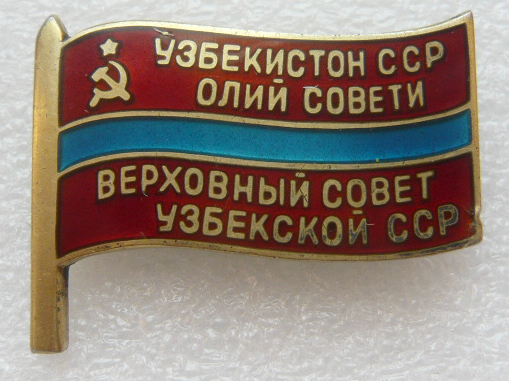 УЗБЕКИСТОН ССР
ОЛИЙ СОВЕТИ
ВЕРХОВНЫЙ СОВЕТ
УЗБЕКСКОЙ ССР